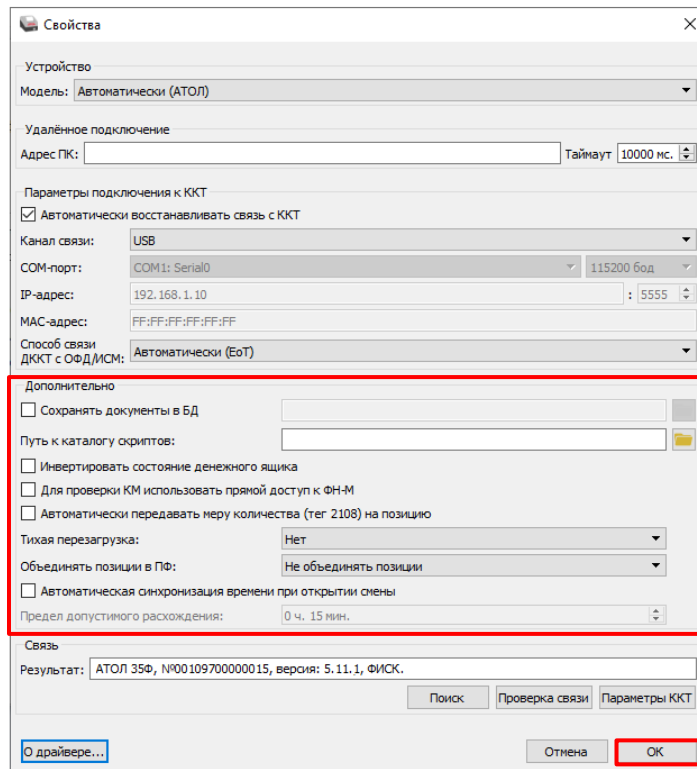 Свойства
Устройство
Модель: Автоматически (АТОЛ)
Удалённое подключение
Адрес ПК: Таймаут 10000 мс.
Параметры подключения к ККТ
Автоматически восстанавливать связь с ККТ
Канал связи: USB
COM-порт: COM1: Serial0 115200 бод
IP-адрес: 192.168.1.10 : 5555
MAC-адрес: FF:FF:FF:FF:FF:FF
Способ связи
ДККТ с ОФД/ИСМ: Автоматически (EoT)
Дополнительно
Сохранять документы в БД
Путь к каталогу скриптов:
Инвертировать состояние денежного ящика
Для проверки КМ использовать прямой доступ к ФН-М
Автоматически передавать меру количества (тег 2108) на позицию
Тихая перезагрузка: Нет
Объединять позиции в ПФ: Не объединять позиции
Автоматическая синхронизация времени при открытии смены
Предел допустимого расхождения: 0 ч. 15 мин.
Связь
Результат: АТОЛ 35Ф, №00109700000015, версия: 5.11.1, ФИСК.
Поиск Проверка связи Параметры ККТ
О драйвере... Отмена ОК